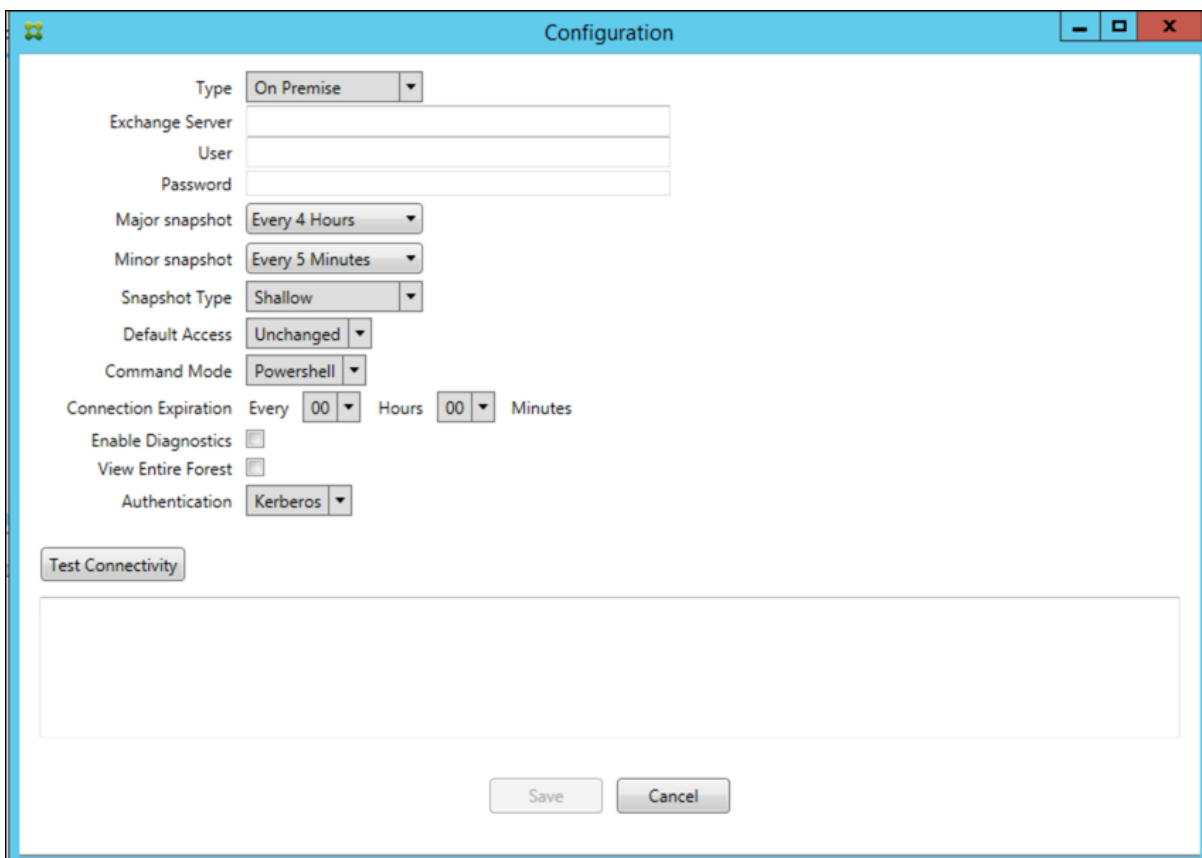 Configuration
Type On Premise
Exchange Server
User
Password
Major snapshot Every 4 Hours
Minor snapshot Every 5 Minutes
Snapshot Type Shallow
Default Access Unchanged
Command Mode Powershell
Connection Expiration Every 00 Hours 00 Minutes
Enable Diagnostics
View Entire Forest
Authentication Kerberos
Test Connectivity
Save Cancel